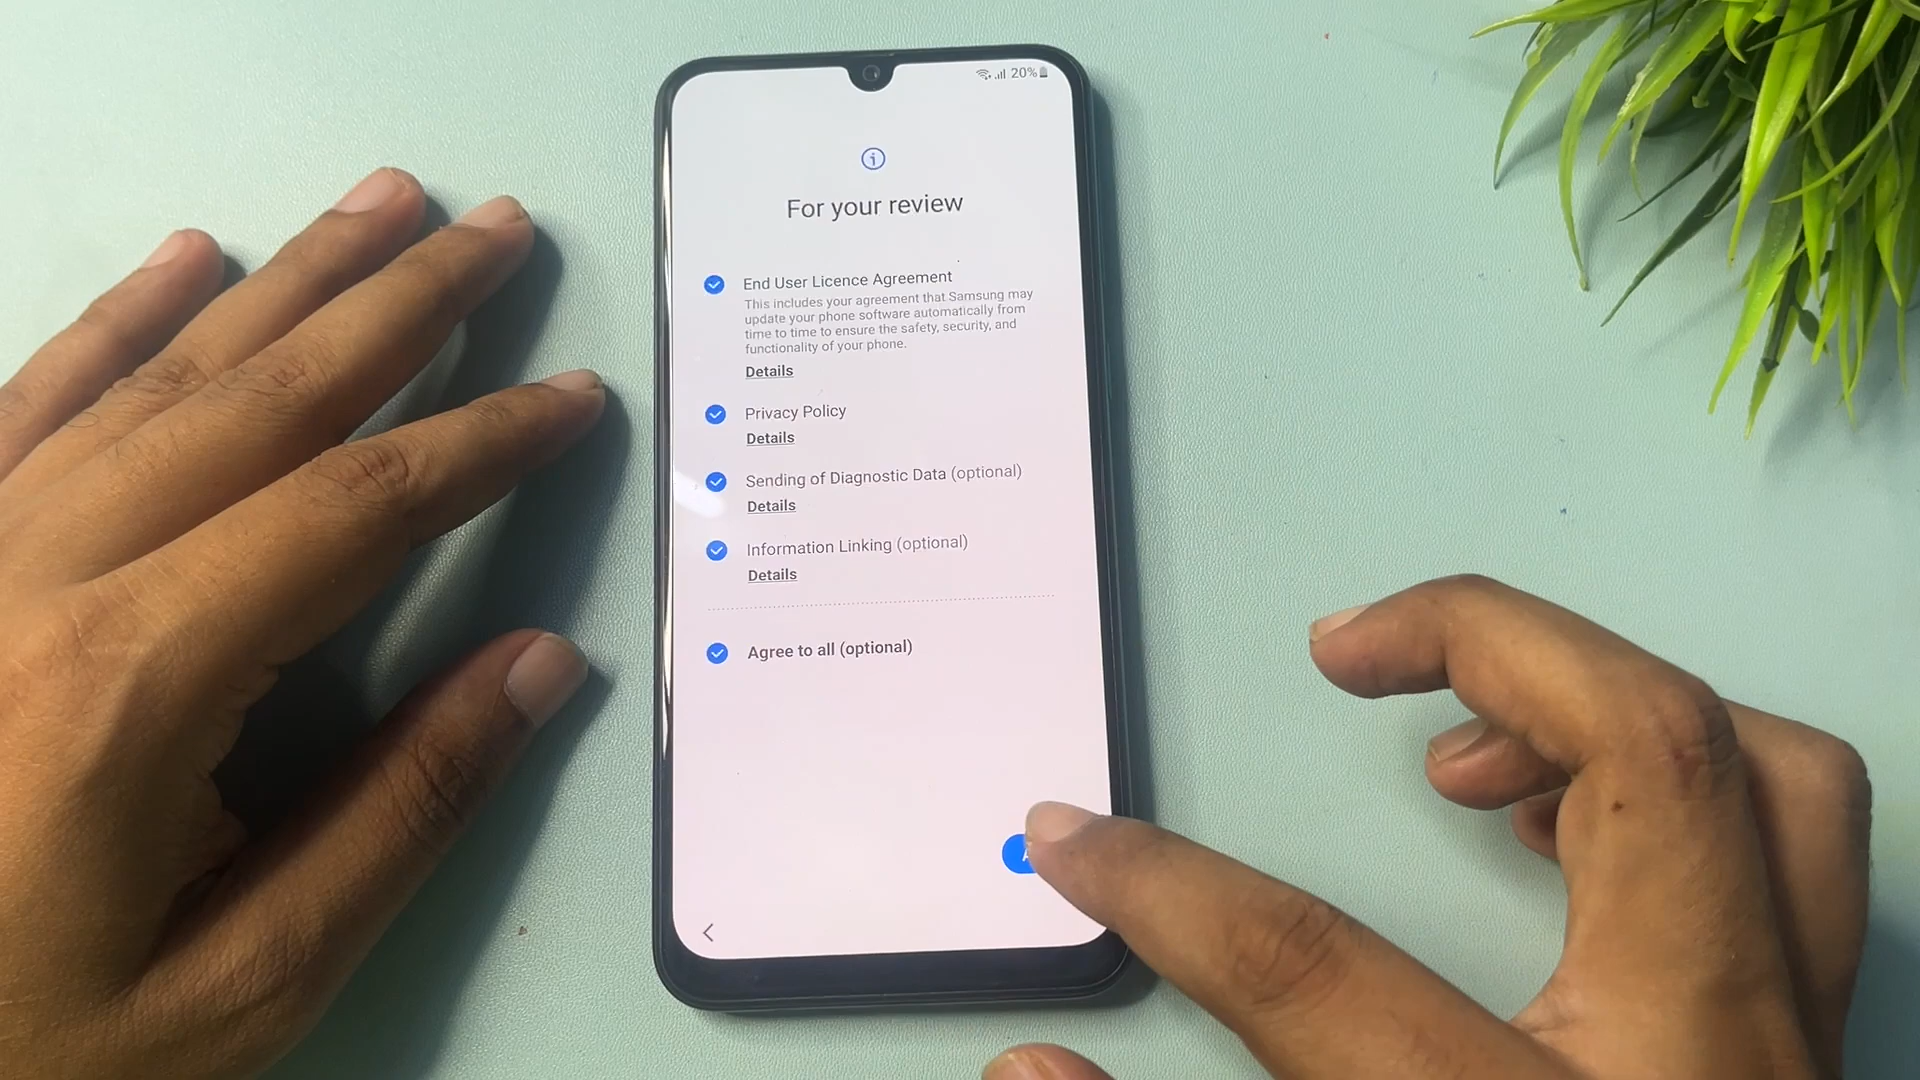 20%
For your review
End User Licence Agreement
This includes your agreement that Samsung may
update your phone software automatically from
time to time to ensure the safety, security, and
functionality of your phone.
Details
Privacy Policy
Details
Sending of Diagnostic Data (optional)
Details
Information Linking (optional)
Details
Agree to all (optional)